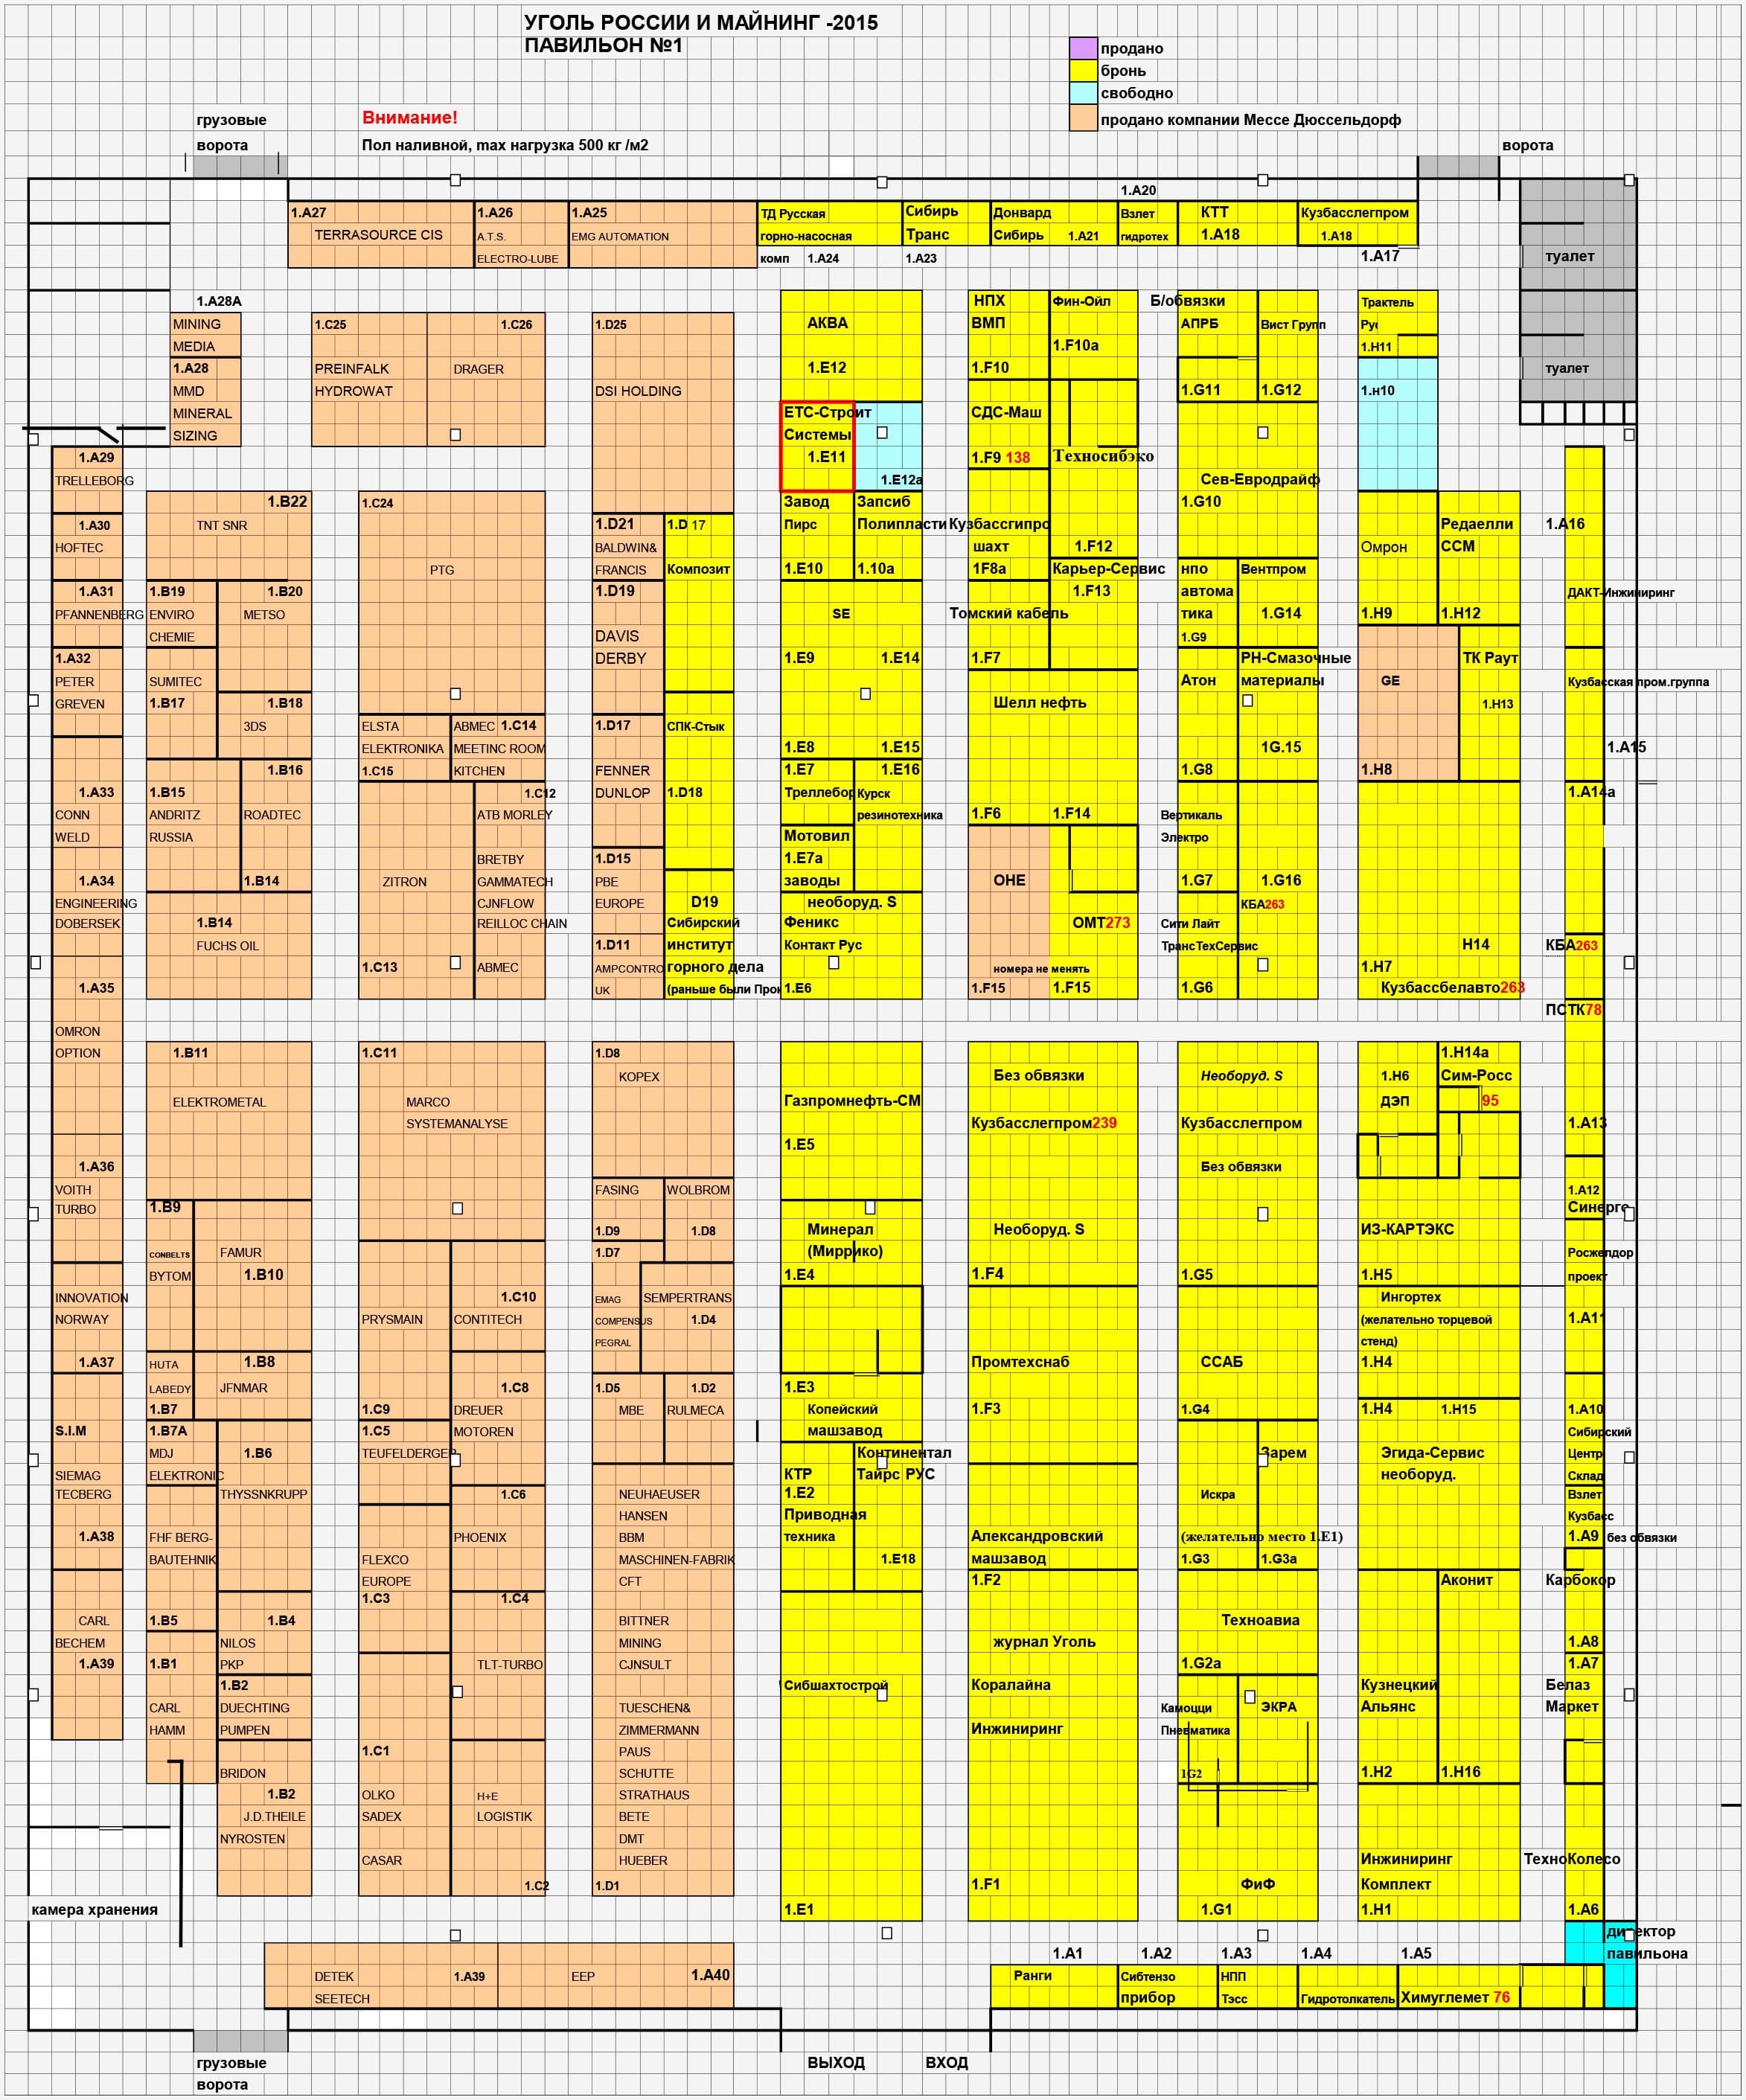 УГОЛЬ РОССИИ И МАЙНИНГ -2015
ПАВИЛЬОН №1
продано
бронь
свободно
продано компании Мессе Дюссельдорф
грузовые
ворота
Внимание!
Пол наливной, max нагрузка 500 кг /м2
ворота
1.A20
1.A27
TERRASOURCE CIS
1.A26
A.T.S.
ELECTRO-LUBE
1.A25
EMG AUTOMATION
ТД Русская
горно-насосная
комп 1.A24
Сибирь
Транс
1.A23
Донвард
Сибирь 1.A21
Взлет
гидротех
КТТ
1.A18
Кузбасслегпром
1.A18
1.A17
туалет
туалет
1.A28A
MINING
MEDIA
1.A28
MMD
MINERAL
SIZING
1.A29
TRELLEBORG
1.A30
HOFTEC
1.A31
PFANNENBERG
1.A32
PETER
GREVEN
1.A33
CONN
WELD
1.A34
ENGINEERING
DOBERSEK
1.A35
OMRON
OPTION
1.A36
VOITH
TURBO
INNOVATION
NORWAY
1.A37
S.I.M
SIEMAG
TECBERG
1.A38
CARL
BECHEM
1.A39
1.B22
TNT SNR
1.B19
ENVIRO
CHEMIE
1.B20
METSO
SUMITEC
1.B17
1.B18
3DS
1.B16
1.B15
ANDRITZ
RUSSIA
ROADTEC
1.B14
1.B14
FUCHS OIL
1.B11
ELEKTROMETAL
1.B9
CONBELTS
BYTOM
FAMUR
1.B10
HUTA
LABEDY
1.B7
1.B8
JFNMAR
1.B7A
MDJ
ELEKTRONIC
1.B6
THYSSNKRUPP
FHF BERG-
BAUTEHNIK
1.B5
1.B4
NILOS
PKP
1.B1
CARL
HAMM
1.B2
DUECHTING
PUMPEN
BRIDON
1.B2
J.D.THEILE
NYROSTEN
1.C25
PREINFALK
HYDROWAT
1.C26
DRAGER
1.C24
PTG
ELSTA
ELEKTRONIKA
1.C15
ABMEC 1.C14
MEETINC ROOM
KITCHEN
1.C12
ATB MORLEY
BRETBY
GAMMATECH
CJNFLOW
REILLOC CHAIN
ABMEC
ZITRON
1.C13
1.C11
MARCO
SYSTEMANALYSE
PRYSMAIN
1.C9
1.C10
CONTITECH
1.C8
DREUER
MOTOREN
1.C5
TEUFELDERGER
1.C6
PHOENIX
FLEXCO
EUROPE
1.C3
1.C4
TLT-TURBO
1.C1
OLKO
SADEX
CASAR
H+E
LOGISTIK
1.C2
1.D25
DSI HOLDING
1.D21
BALDWIN&
FRANCIS
1.D 17
Композит
1.D19
DAVIS
DERBY
1.D17
FENNER
DUNLOP
СПК-Стык
1.D18
1.D15
PBE
EUROPE
1.D11
AMPCONTRO
UK
D19
Сибирский
институт
горного дела
(раньше были Про
1.D8
KOPEX
FASING
1.D9
WOLBROM
1.D8
1.D7
EMAG
COMPENSUS
PEGRAL
SEMPERTRANS
1.D4
1.D5
MBE
1.D2
RULMECA
NEUHAEUSER
HANSEN
BBM
MASCHINEN-FABRIK
CFT
BITTNER
MINING
CJNSULT
TUESCHEN&
ZIMMERMANN
PAUS
SCHUTTE
STRATHAUS
BETE
DMT
HUEBER
1.D1
АКВА
1.E12
ЕТС-Строит
Системы
1.E11
1.E12a
Завод
Пирс
1.E10
Запсиб
Полипласти
1.10a
SE
1.E9
1.E14
1.E8
1.E15
1.E7
Треллебор
1.E16
Курск
резинотехника
Мотовил
1.E7a
заводы
необоруд. S
Феникс
Контакт Рус
1.E6
Газпромнефть-СМ
1.E5
Минерал
(Миррико)
1.E4
1.E3
Копейский
машзавод
КТР
1.E2
Приводная
техника
Континентал
Тайрс РУС
1.E18
Сибшахтострой
1.E1
НПХ
ВМП
1.F10
Фин-Ойл
1.F10a
СДС-Маш
1.F9 138
Техносибэко
Кузбассгипро
шахт
1F8a
1.F12
Карьер-Сервис
1.F13
Томский кабель
1.F7
Шелл нефть
1.F6
1.F14
ОНЕ
ОМТ273
номера не менять
1.F15
1.F15
Без обвязки
Кузбасслегпром239
Необоруд. S
1.F4
Промтехснаб
1.F3
Александровский
машзавод
1.F2
журнал Уголь
Коралайна
Инжиниринг
1.F1
Б/обвязки
АПРБ
1.G11
Вист Групп
1.G12
Сев-Евродрайф
1.G10
нпо
автома
тика
1.G9
Вентпром
1.G14
Атон
1.G8
РН-Смазочные
материалы
1G.15
Вертикаль
Электро
1.G7
1.G16
КБА263
Сити Лайт
ТрансТехСервис
1.G6
Необоруд. S
Кузбасслегпром
Без обвязки
1.G5
ССАБ
1.G4
Зарем
Искра
(желательно место 1.E1)
1.G3
1.G3a
Техноавиа
1.G2a
Камоцци
Пневматика
1G2
ЭКРА
ФиФ
1.G1
Трактель
1.H11
1.н10
Омрон
1.H9
Редаелли
ССМ
1.H12
GE
1.H8
ТК Раут
1.H13
H14
1.H7
Кузбассбелавто263
1.H6
ДЭП
1.H14a
Сим-Росс
95
ИЗ-КАРТЭКС
1.H5
Ингортех
(желательно торцевой
стенд)
1.H4
1.H4
1.H15
Эгида-Сервис
необоруд.
Аконит
Кузнецкий
Альянс
1.H2
1.H16
Инжиниринг
Комплект
1.H1
1.A16
ДАКТ-Инжиниринг
Кузбасская пром.группа
1.A15
1.A14a
КБА263
ПСТК78
1.A13
1.A12
Синерго
Росжелдор
проект
1.A11
1.A10
Сибирский
Центр
Склад
Взлет
Кузбасс
1.A9 без обвязки
Карбокор
1.A8
1.A7
Белаз
Маркет
ТехноКолесо
1.A6
директор
павильона
камера хранения
DETEK
SEETECH
1.A39
EEP
1.A40
1.A1
1.A2
1.A3
1.A4
1.A5
Ранги
Сибтензо
прибор
НПП
Тэсс
Гидротолкатель
Химуглемет 76
грузовые
ворота
ВЫХОД
ВХОД